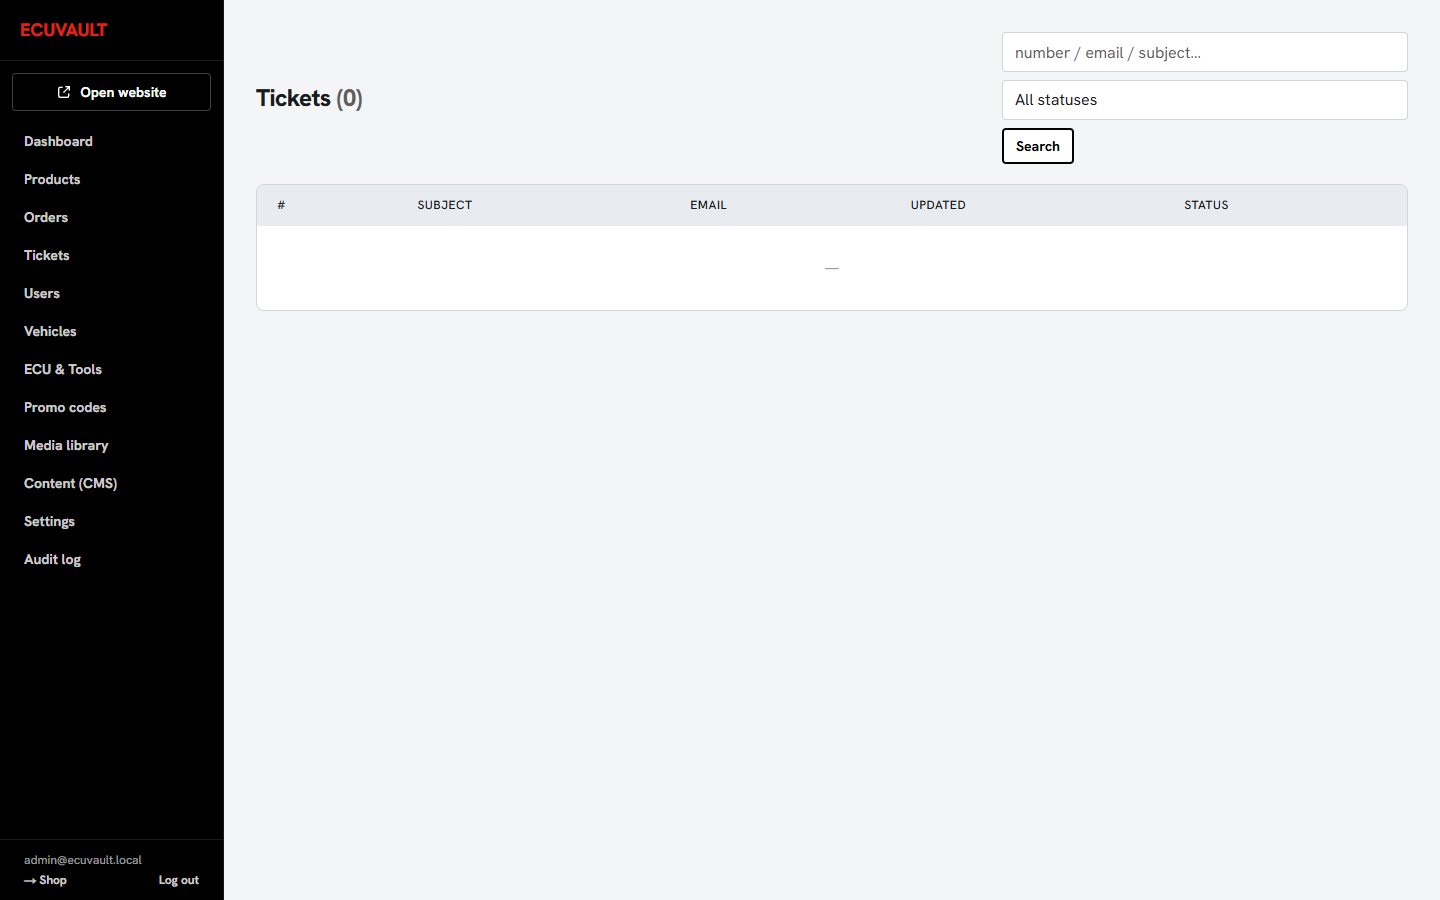 ECUVAULT
Open website
Dashboard
Products
Orders
Tickets
Users
Vehicles
ECU & Tools
Promo codes
Media library
Content (CMS)
Settings
Audit log
admin@ecuvault.local
→ Shop
Log out
Tickets (0)
number / email / subject...
All statuses
Search
# SUBJECT EMAIL UPDATED STATUS
—